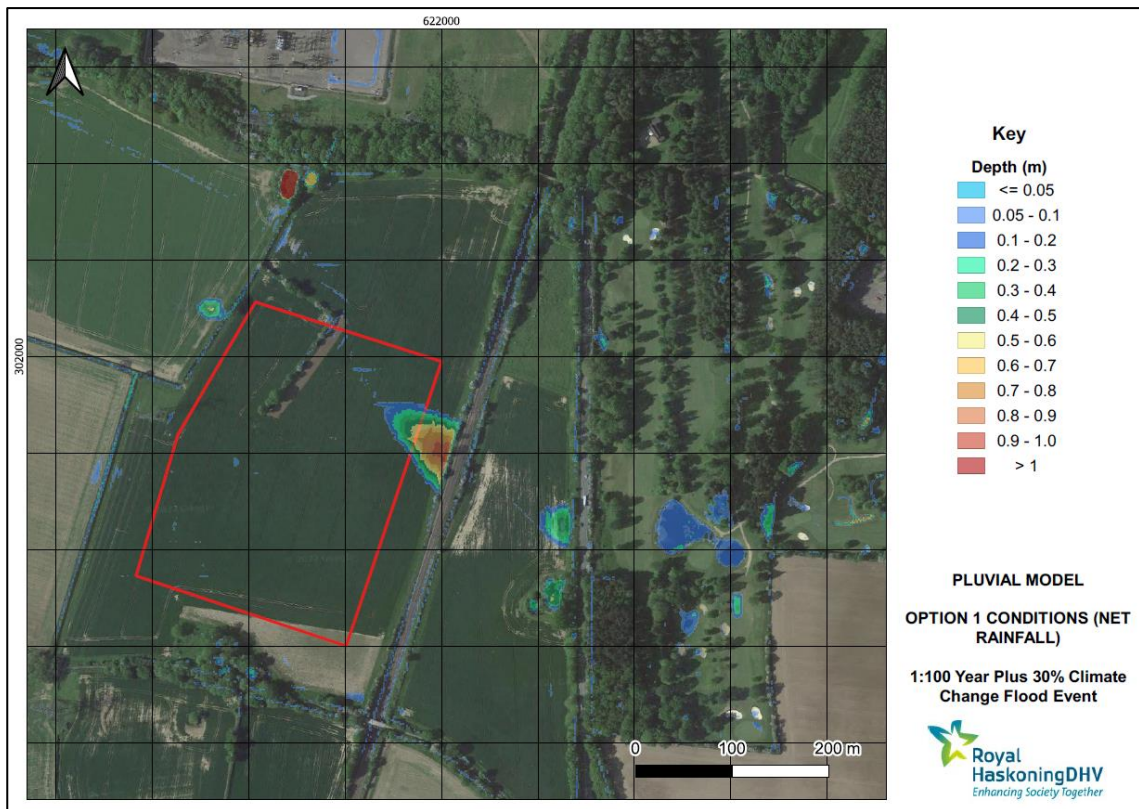 622000
302000
0 100 200 m
Key
Depth (m)
<= 0.05
0.05 - 0.1
0.1 - 0.2
0.2 - 0.3
0.3 - 0.4
0.4 - 0.5
0.5 - 0.6
0.6 - 0.7
0.7 - 0.8
0.8 - 0.9
0.9 - 1.0
> 1
PLUVIAL MODEL
OPTION 1 CONDITIONS (NET
RAINFALL)
1:100 Year Plus 30% Climate
Change Flood Event
Royal
HaskoningDHV
Enhancing Society Together